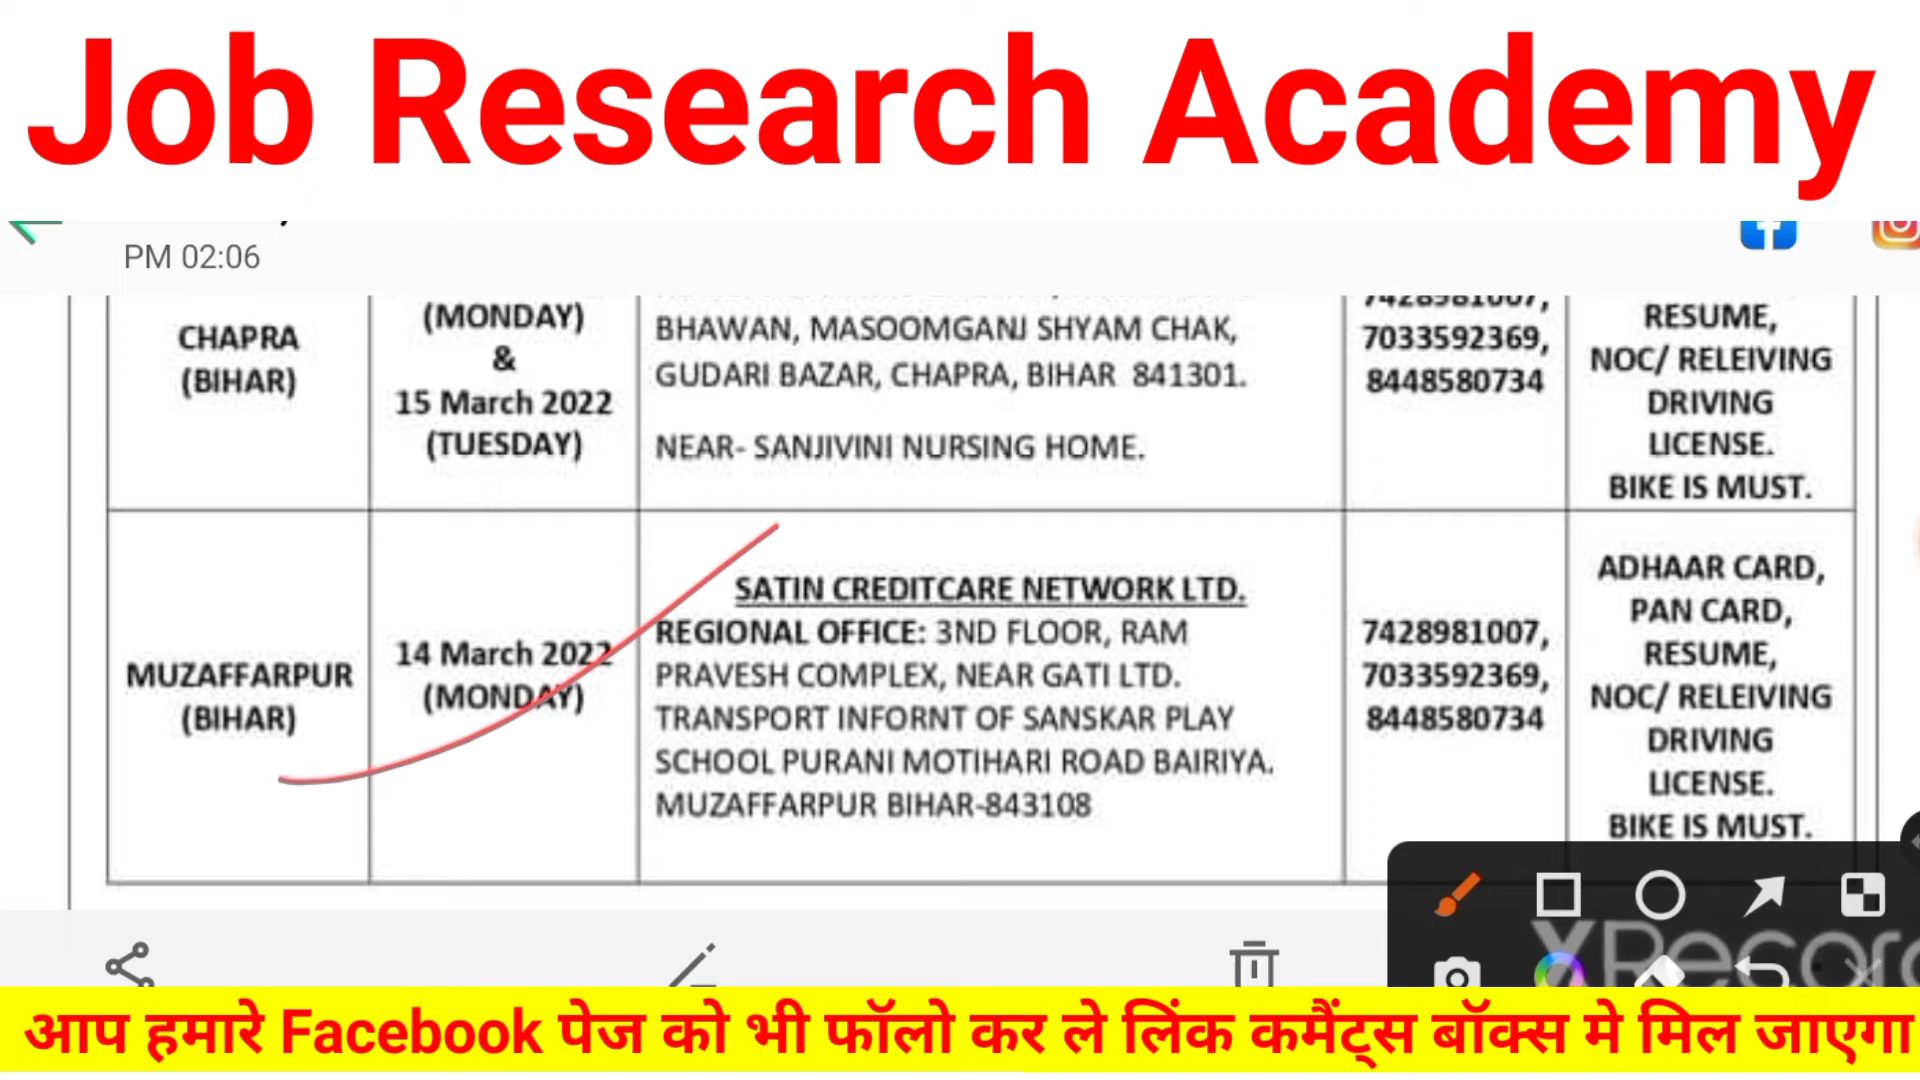 Job Research Academy
PM 02:06
CHAPRA
(BIHAR)
(MONDAY)
&
15 March 2022
(TUESDAY)
BHAWAN, MASOOMGANJ SHYAM CHAK,
GUDARI BAZAR, CHAPRA, BIHAR 841301.
NEAR- SANJIVINI NURSING HOME.
7428981007,
7033592369,
8448580734
RESUME,
NOC/ RELEIVING
DRIVING
LICENSE.
BIKE IS MUST.
MUZAFFARPUR
(BIHAR)
14 March 2022
(MONDAY)
SATIN CREDITCARE NETWORK LTD.
REGIONAL OFFICE: 3ND FLOOR, RAM
PRAVESH COMPLEX, NEAR GATI LTD.
TRANSPORT INFORNT OF SANSKAR PLAY
SCHOOL PURANI MOTIHARI ROAD BAIRIYA.
MUZAFFARPUR BIHAR-843108
7428981007,
7033592369,
8448580734
ADHAAR CARD,
PAN CARD,
RESUME,
NOC/ RELEIVING
DRIVING
LICENSE.
BIKE IS MUST.
XRecor
आप हमारे Facebook पेज को भी फॉलो कर ले लिंक कमैंट्स बॉक्स मे मिल जाएगा